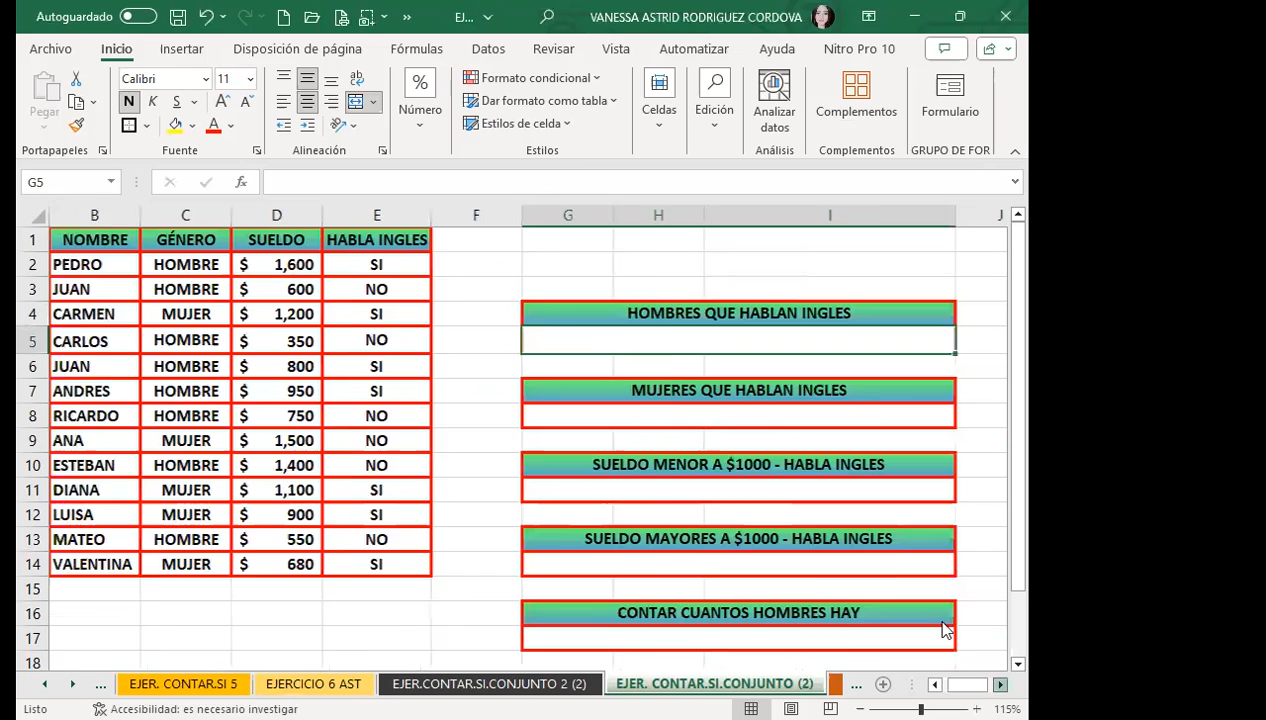 Autoguardado
EJ...
VANESSA ASTRID RODRIGUEZ CORDOVA
Archivo Inicio Insertar Disposición de página Fórmulas Datos Revisar Vista Automatizar Ayuda Nitro Pro 10
Pegar
Calibri 11
N K S
Número
Formato condicional
Dar formato como tabla
Estilos de celda
Celdas
Edición
Analizar datos
Complementos
Formulario
Portapapeles Fuente Alineación Estilos Análisis Complementos GRUPO DE FOR
G5 fx
B C D E F G H I J
1 NOMBRE GÉNERO SUELDO HABLA INGLES
2 PEDRO HOMBRE $ 1,600 SI
3 JUAN HOMBRE $ 600 NO
4 CARMEN MUJER $ 1,200 SI HOMBRES QUE HABLAN INGLES
5 CARLOS HOMBRE $ 350 NO
6 JUAN HOMBRE $ 800 SI
7 ANDRES HOMBRE $ 950 SI MUJERES QUE HABLAN INGLES
8 RICARDO HOMBRE $ 750 NO
9 ANA MUJER $ 1,500 NO
10 ESTEBAN HOMBRE $ 1,400 NO SUELDO MENOR A $1000 - HABLA INGLES
11 DIANA MUJER $ 1,100 SI
12 LUISA MUJER $ 900 SI
13 MATEO HOMBRE $ 550 NO SUELDO MAYORES A $1000 - HABLA INGLES
14 VALENTINA MUJER $ 680 SI
15
16 CONTAR CUANTOS HOMBRES HAY
17
18
... EJER. CONTAR.SI 5 EJERCICIO 6 AST EJER.CONTAR.SI.CONJUNTO 2 (2) EJER. CONTAR.SI.CONJUNTO (2) ...
Listo Accesibilidad: es necesario investigar 115%